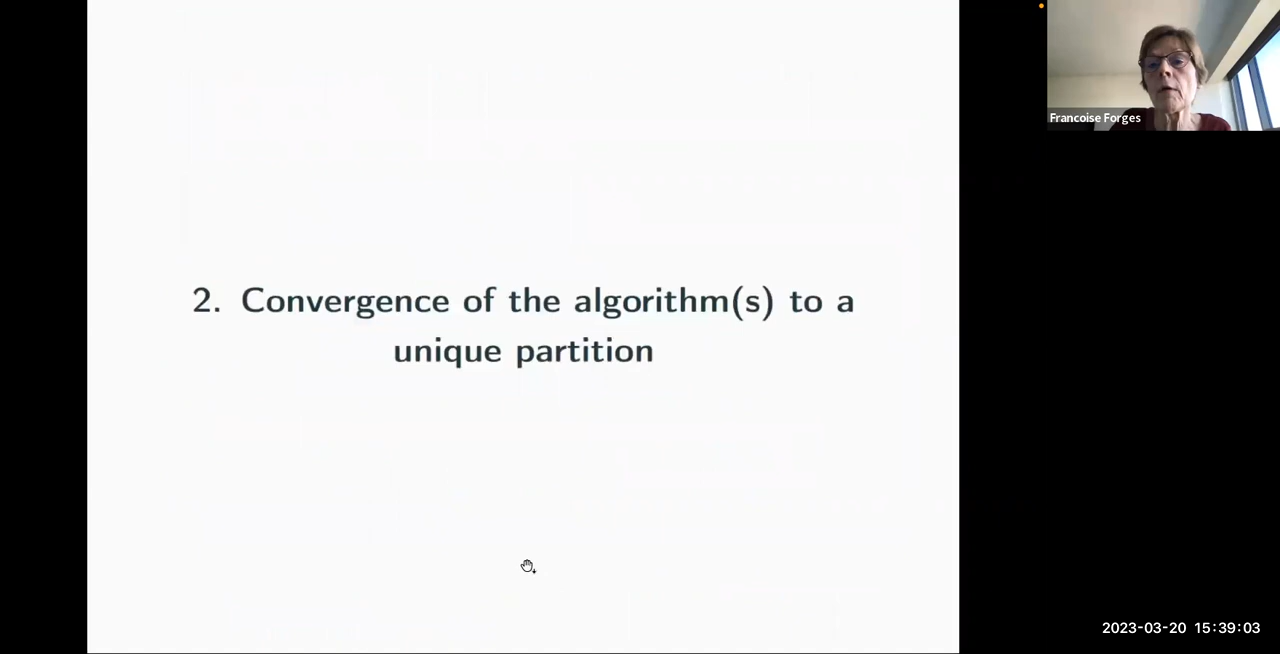 2. Convergence of the algorithm(s) to a
unique partition
Francoise Forges
2023-03-20 15:39:03